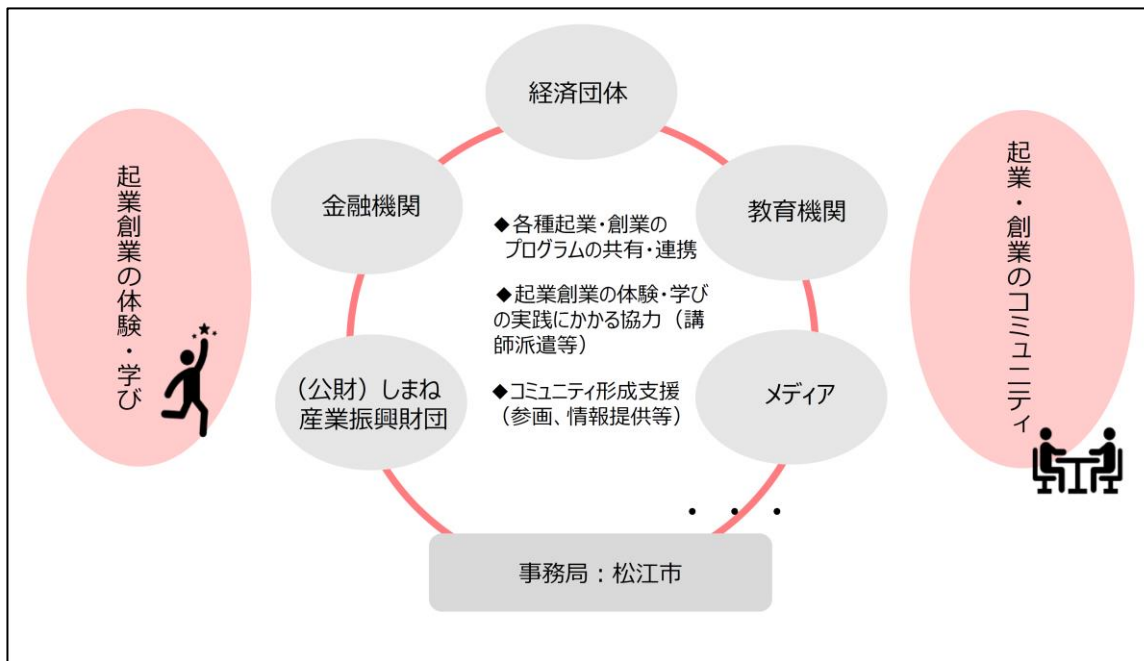 経済団体
金融機関
教育機関
起業創業の体験・学び
起業・創業のコミュニティ
◆各種起業・創業の
プログラムの共有・連携
◆起業創業の体験・学び
の実践にかかる協力（講
師派遣等）
◆コミュニティ形成支援
（参画、情報提供等）
（公財）しまね
産業振興財団
メディア
・・・
事務局：松江市